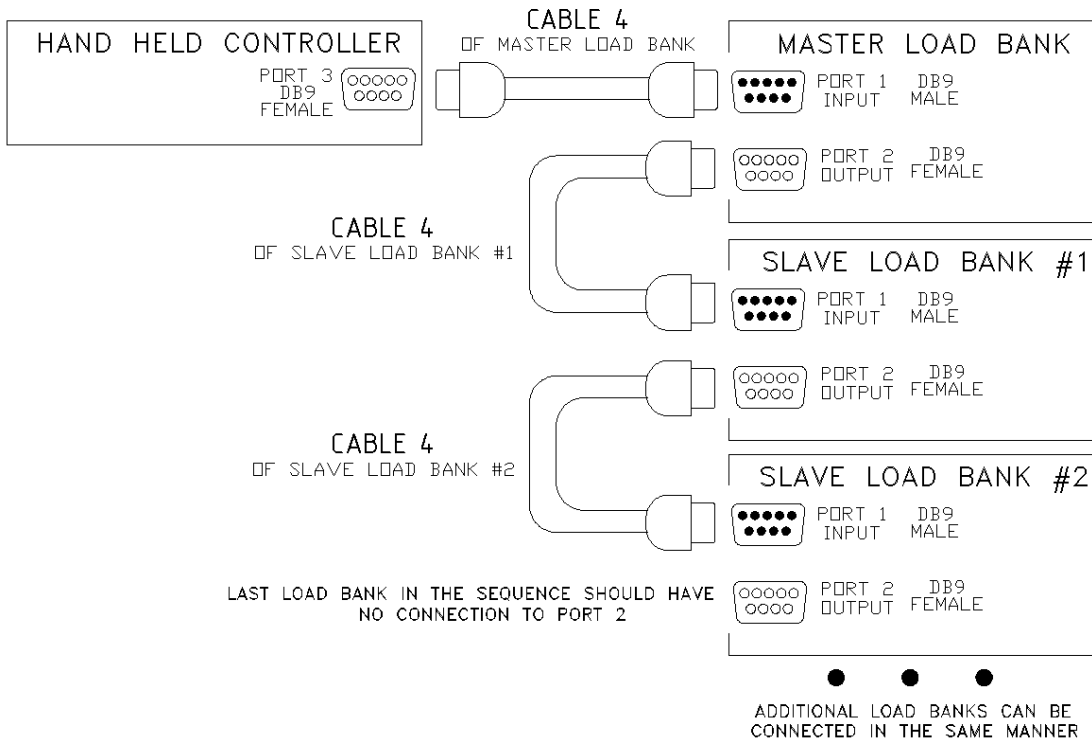 HAND HELD CONTROLLER
PORT 3
DB9
FEMALE
CABLE 4
OF MASTER LOAD BANK
MASTER LOAD BANK
PORT 1 DB9
INPUT MALE
PORT 2 DB9
OUTPUT FEMALE
CABLE 4
OF SLAVE LOAD BANK #1
SLAVE LOAD BANK #1
PORT 1 DB9
INPUT MALE
PORT 2 DB9
OUTPUT FEMALE
CABLE 4
OF SLAVE LOAD BANK #2
SLAVE LOAD BANK #2
PORT 1 DB9
INPUT MALE
LAST LOAD BANK IN THE SEQUENCE SHOULD HAVE
NO CONNECTION TO PORT 2
PORT 2 DB9
OUTPUT FEMALE
ADDITIONAL LOAD BANKS CAN BE
CONNECTED IN THE SAME MANNER